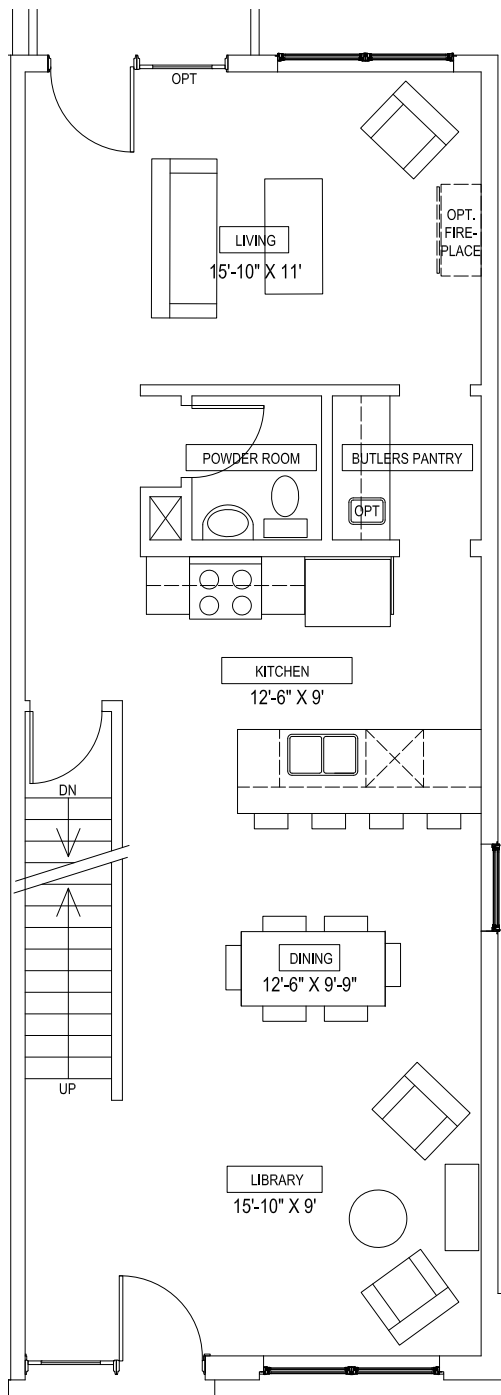 OPT
OPT.
FIRE-
PLACE
LIVING
15'-10" X 11'
POWDER ROOM
BUTLERS PANTRY
OPT
KITCHEN
12'-6" X 9'
DN
DINING
12'-6" X 9'-9"
UP
LIBRARY
15'-10" X 9'